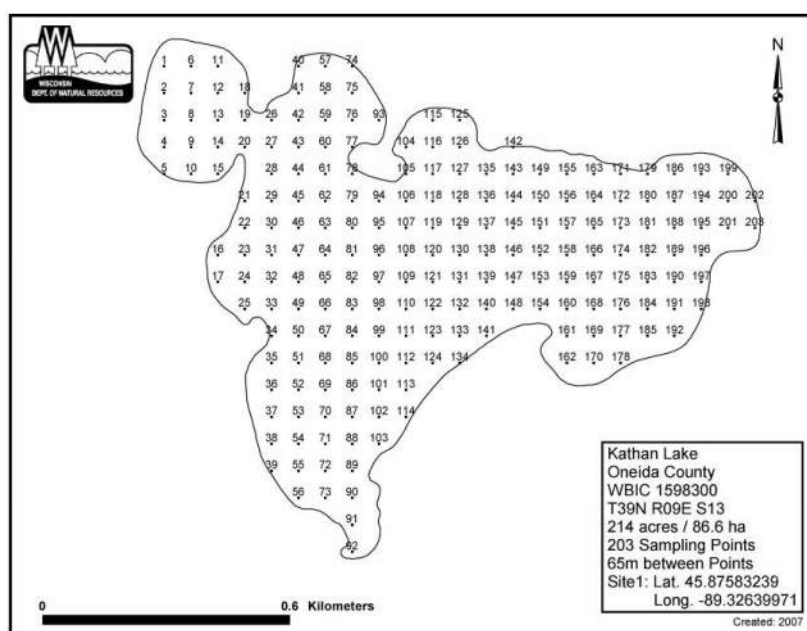 W
WISCONSIN
DEPT. OF NATURAL RESOURCES
N
1 6 11 40 57 74
2 7 12 18 41 58 75
3 8 13 19 26 42 59 76 93 115 125
4 9 14 20 27 43 60 77 104 116 126 142
5 10 15 28 44 61 78 105 117 127 135 143 149 155 163 171 179 186 193 199
21 29 45 62 79 94 106 118 128 136 144 150 156 164 172 180 187 194 200 202
22 30 46 63 80 95 107 119 129 137 145 151 157 165 173 181 188 195 201 203
16 23 31 47 64 81 96 108 120 130 138 146 152 158 166 174 182 189 196
17 24 32 48 65 82 97 109 121 131 139 147 153 159 167 175 183 190 197
25 33 49 66 83 98 110 122 132 140 148 154 160 168 176 184 191 198
34 50 67 84 99 111 123 133 141 161 169 177 185 192
35 51 68 85 100 112 124 134 162 170 178
36 52 69 86 101 113
37 53 70 87 102 114
38 54 71 88 103
39 55 72 89
56 73 90
91
92
Kathan Lake
Oneida County
WBIC 1598300
T39N R09E S13
214 acres / 86.6 ha
203 Sampling Points
65m between Points
Site1: Lat. 45.87583239
Long. -89.32639971
0 0.6 Kilometers
Created: 2007